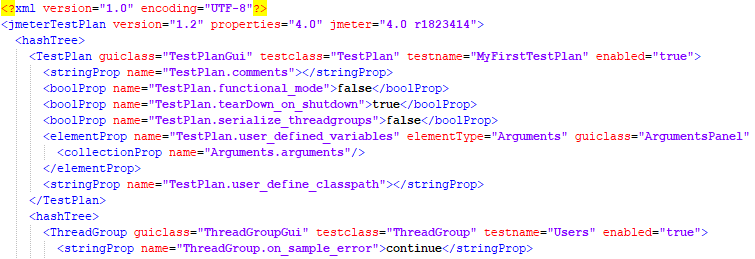 <?xml version="1.0" encoding="UTF-8"?>
<jmeterTestPlan version="1.2" properties="4.0" jmeter="4.0 r1823414">
<hashTree>
<TestPlan guiclass="TestPlanGui" testclass="TestPlan" testname="MyFirstTestPlan" enabled="true">
<stringProp name="TestPlan.comments"></stringProp>
<boolProp name="TestPlan.functional_mode">false</boolProp>
<boolProp name="TestPlan.tearDown_on_shutdown">true</boolProp>
<boolProp name="TestPlan.serialize_threadgroups">false</boolProp>
<elementProp name="TestPlan.user_defined_variables" elementType="Arguments" guiclass="ArgumentsPanel"
<collectionProp name="Arguments.arguments"/>
</elementProp>
<stringProp name="TestPlan.user_define_classpath"></stringProp>
</TestPlan>
<hashTree>
<ThreadGroup guiclass="ThreadGroupGui" testclass="ThreadGroup" testname="Users" enabled="true">
<stringProp name="ThreadGroup.on_sample_error">continue</stringProp>